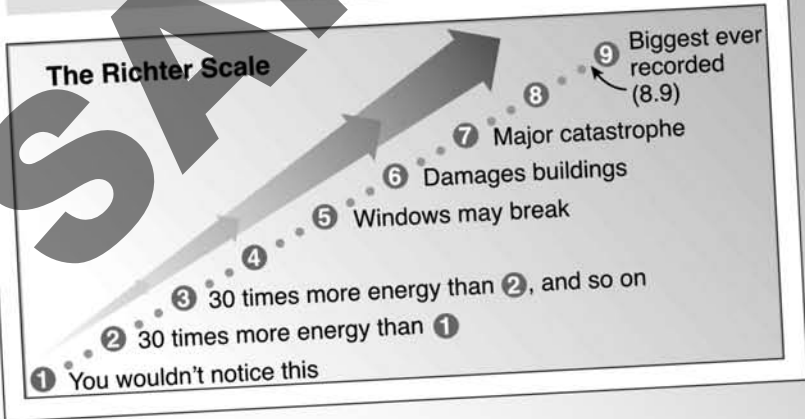 The Richter Scale
9 Biggest ever
recorded
(8.9)
8
7 Major catastrophe
6 Damages buildings
5 Windows may break
4
3 30 times more energy than 2, and so on
2 30 times more energy than 1
1 You wouldn't notice this